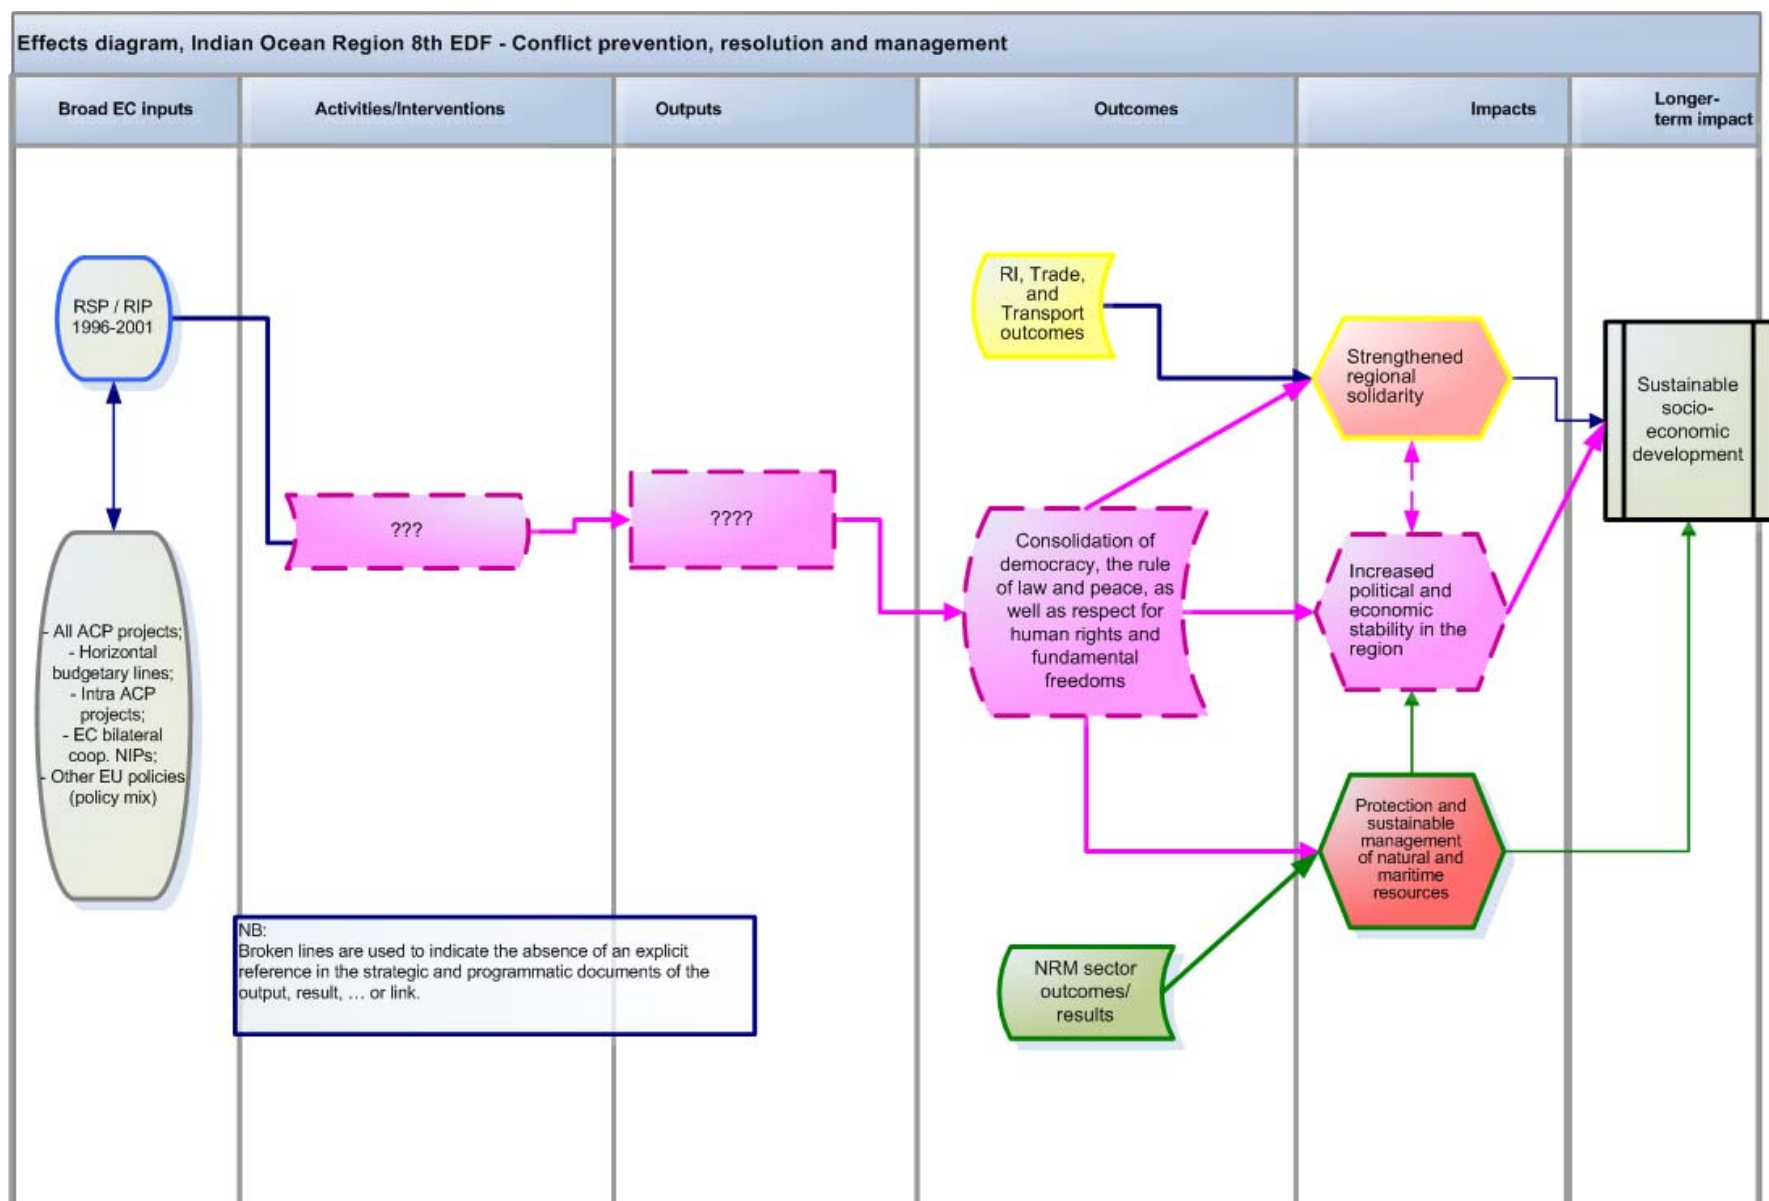 Effects diagram, Indian Ocean Region 8th EDF - Conflict prevention, resolution and management
Broad EC inputs
Activities/Interventions
Outputs
Outcomes
Impacts
Longer-
term impact
RSP / RIP
1996-2001
- All ACP projects;
- Horizontal
budgetary lines;
- Intra ACP
projects;
- EC bilateral
coop. NIPs;
- Other EU policies
(policy mix)
???
????
RI, Trade,
and
Transport
outcomes
Consolidation of
democracy, the rule
of law and peace, as
well as respect for
human rights and
fundamental
freedoms
NRM sector
outcomes/
results
Strengthened
regional
solidarity
Increased
political and
economic
stability in the
region
Protection and
sustainable
management
of natural and
maritime
resources
Sustainable
socio-
economic
development
NB:
Broken lines are used to indicate the absence of an explicit
reference in the strategic and programmatic documents of the
output, result, … or link.